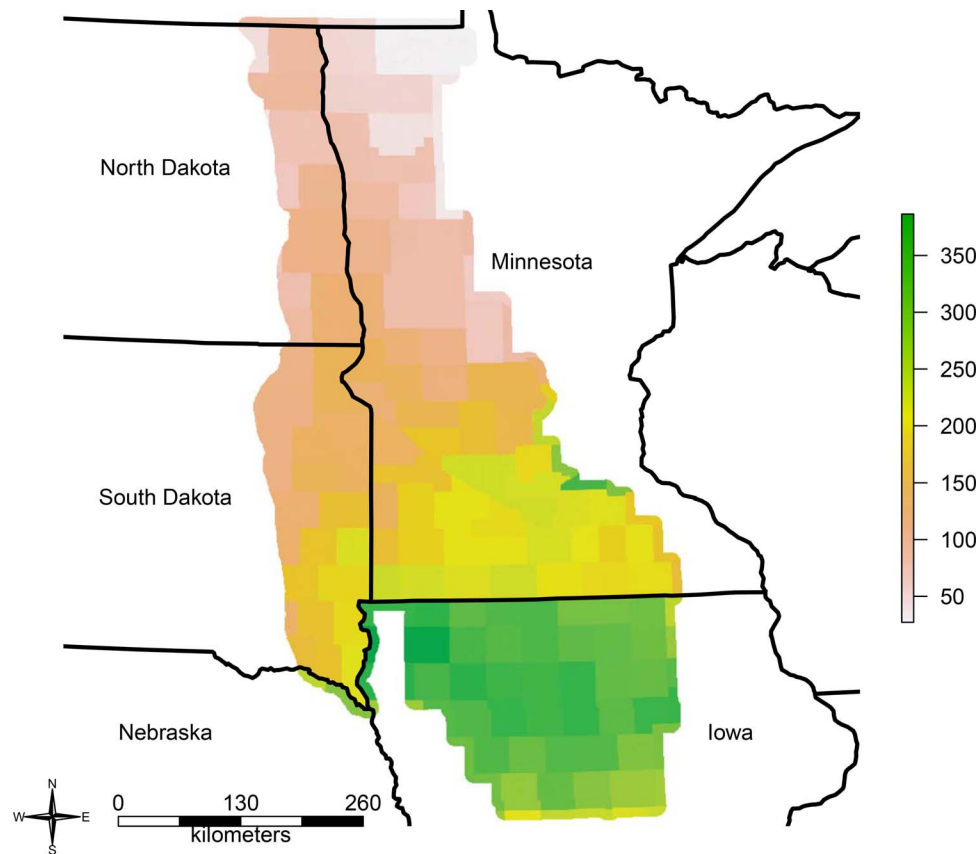 North Dakota
Minnesota
South Dakota
Nebraska
Iowa
350
300
250
200
150
100
50
N
W E
S
0 130 260
kilometers